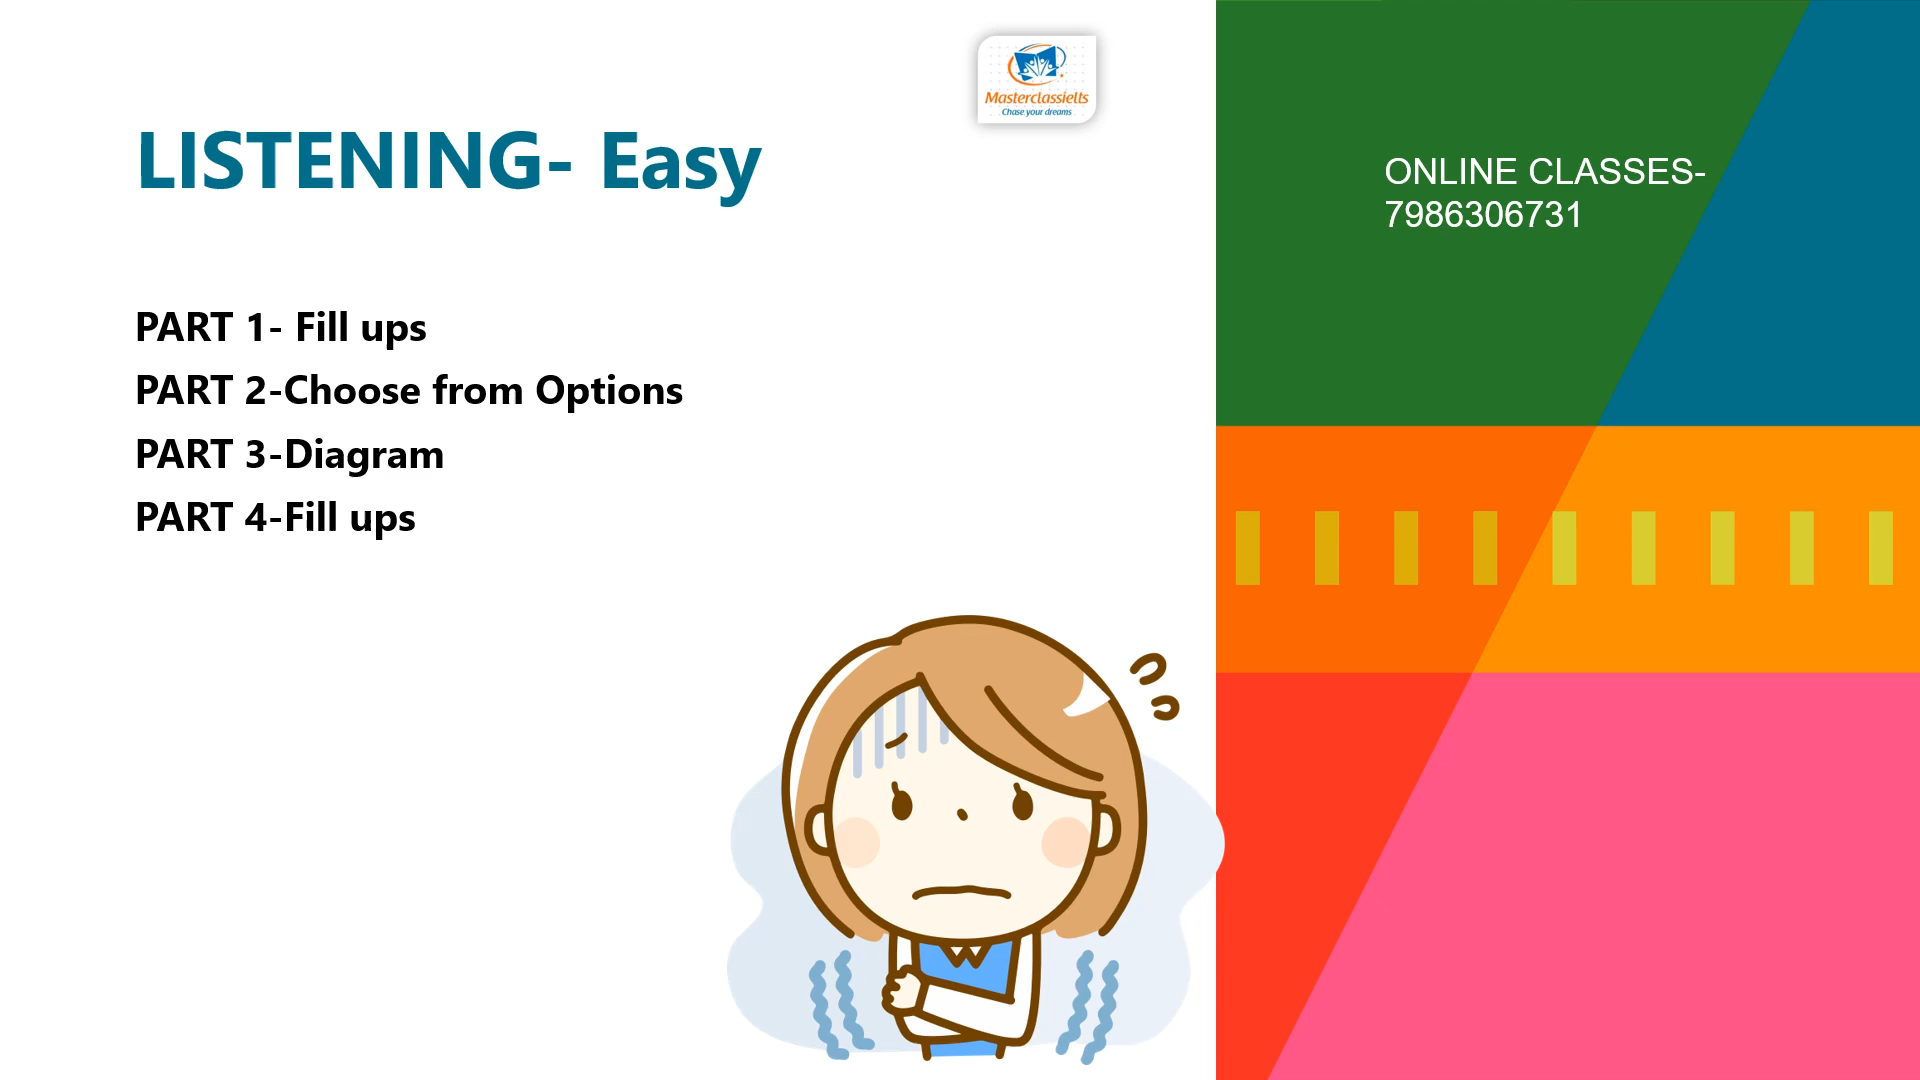 Masterclassielts
Chase your dreams
LISTENING- Easy
ONLINE CLASSES-
7986306731
PART 1- Fill ups
PART 2-Choose from Options
PART 3-Diagram
PART 4-Fill ups